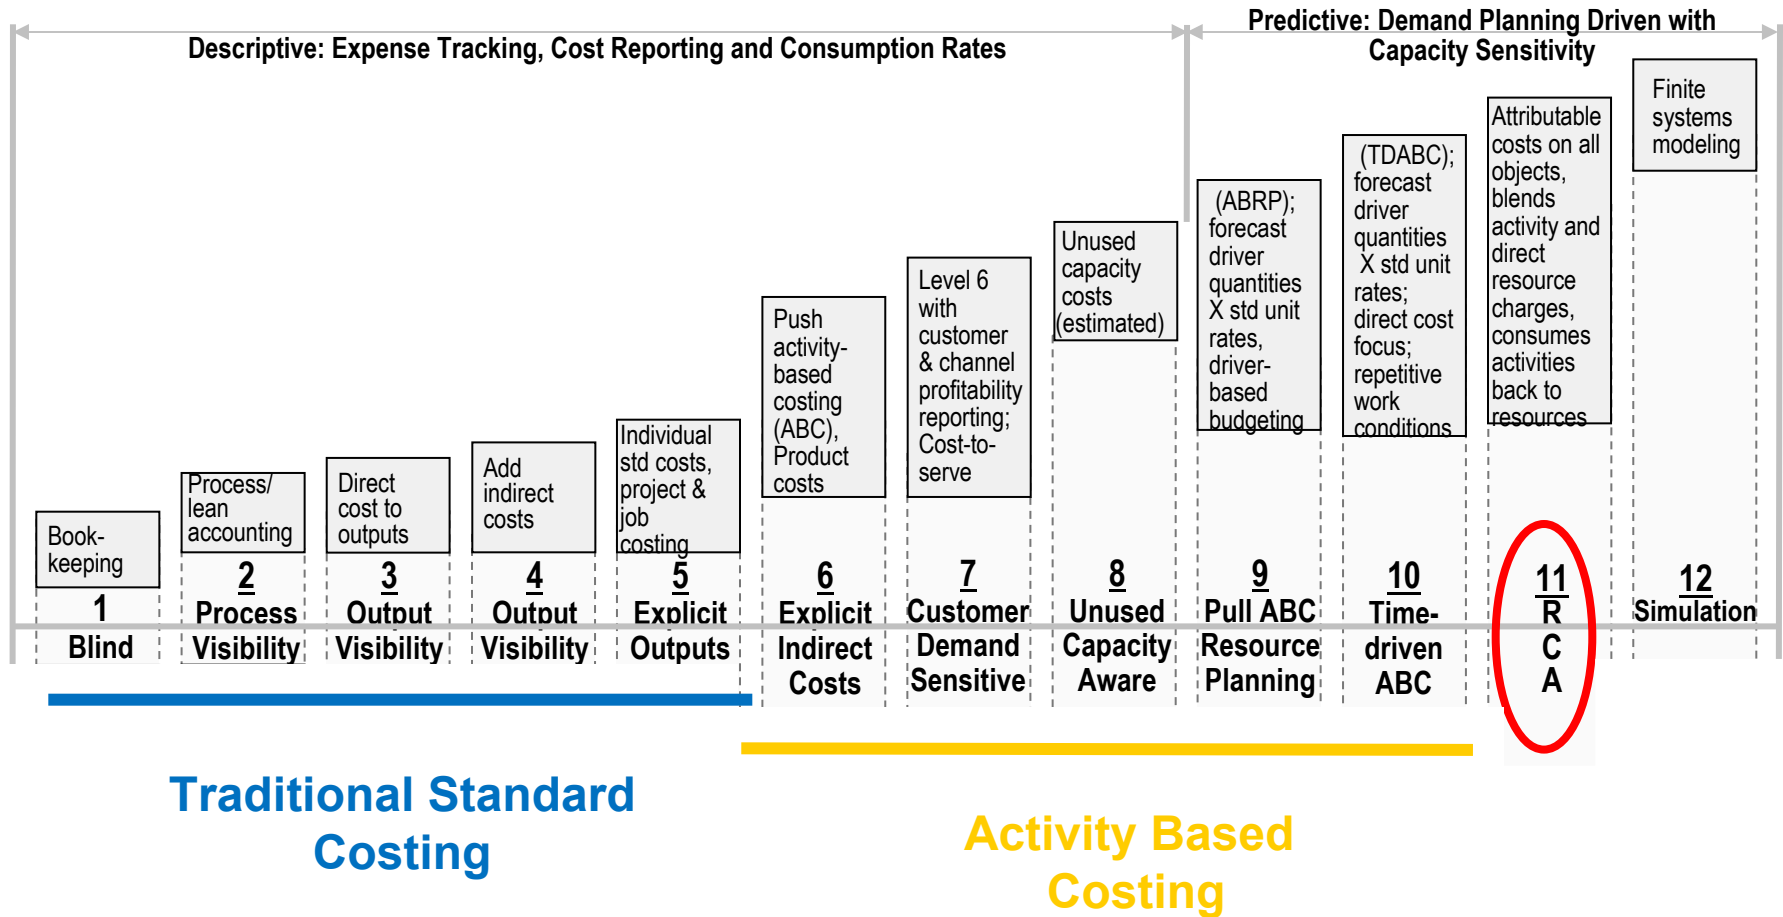 Descriptive: Expense Tracking, Cost Reporting and Consumption Rates
Predictive: Demand Planning Driven with
Capacity Sensitivity
Book-
keeping
1
Blind
Process/
lean
accounting
2
Process
Visibility
Direct
cost to
outputs
3
Output
Visibility
Add
indirect
costs
4
Output
Visibility
Individual
std costs,
project &
job
costing
5
Explicit
Outputs
Push
activity-
based
costing
(ABC),
Product
costs
6
Explicit
Indirect
Costs
Level 6
with
customer
& channel
profitability
reporting;
Cost-to-
serve
7
Customer
Demand
Sensitive
Unused
capacity
costs
(estimated)
8
Unused
Capacity
Aware
(ABRP);
forecast
driver
quantities
X std unit
rates,
driver-
based
budgeting
9
Pull ABC
Resource
Planning
(TDABC);
forecast
driver
quantities
X std unit
rates;
direct cost
focus;
repetitive
work
conditions
10
Time-
driven
ABC
Attributable
costs on all
objects,
blends
activity and
direct
resource
charges,
consumes
activities
back to
resources
11
R
C
A
Finite
systems
modeling
12
Simulation
Traditional Standard
Costing
Activity Based
Costing